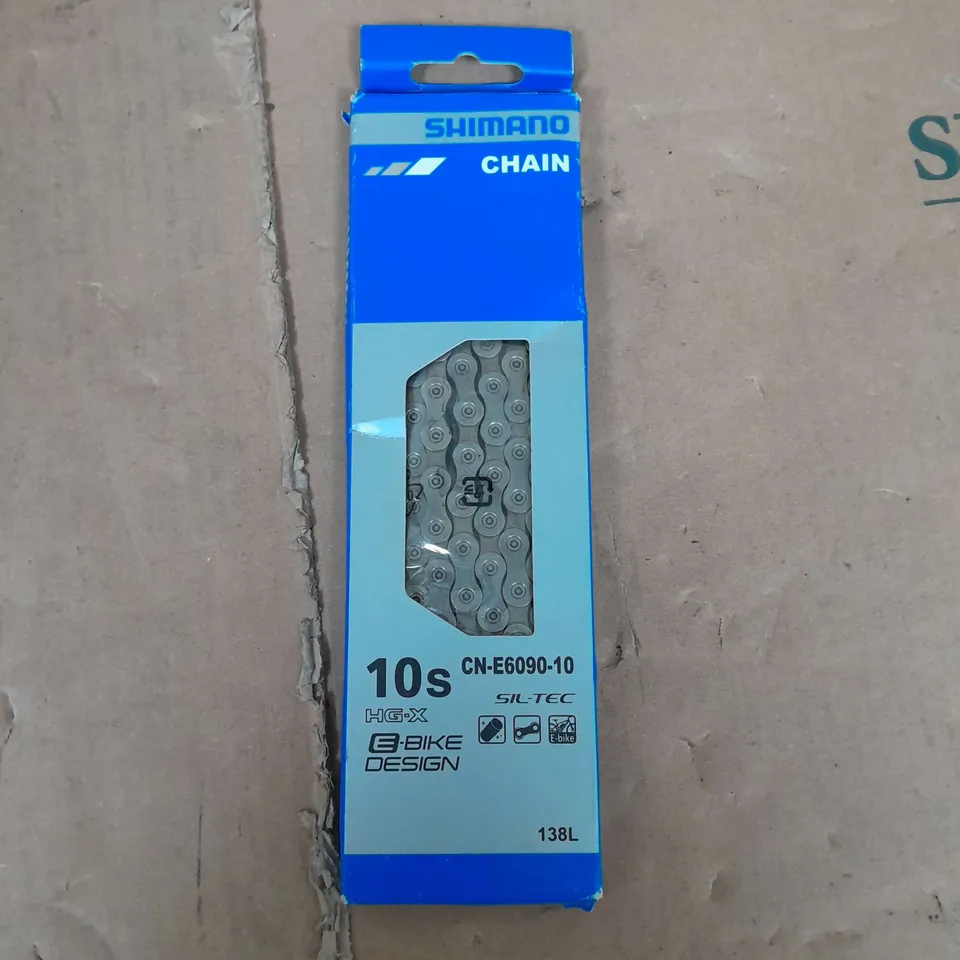 SHIMANO
CHAIN
S
10s CN-E6090-10
SIL-TEC
HG-X
E-BIKE
DESIGN
E-bike
138L